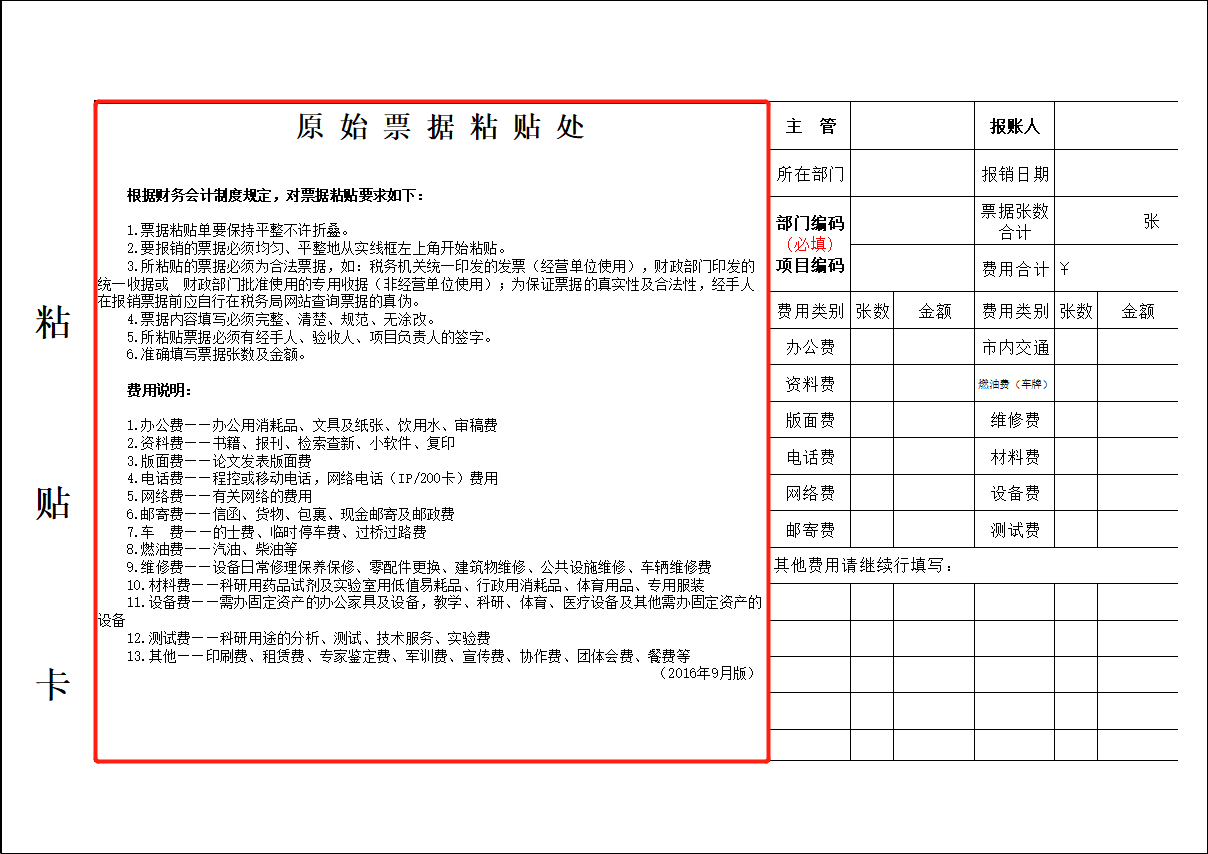 粘
贴
卡
原始票据粘贴处
根据财务会计制度规定，对票据粘贴要求如下：
1.票据粘贴单要保持平整不许折叠。
2.要报销的票据必须均匀、平整地从实线框左上角开始粘贴。
3.所粘贴的票据必须为合法票据，如：税务机关统一印发的发票（经营单位使用），财政部门印发的
统一收据或　财政部门批准使用的专用收据（非经营单位使用）；为保证票据的真实性及合法性，经手人
在报销票据前应自行在税务局网站查询票据的真伪。
4.票据内容填写必须完整、清楚、规范、无涂改。
5.所粘贴票据必须有经手人、验收人、项目负责人的签字。
6.准确填写票据张数及金额。
费用说明：
1.办公费——办公用消耗品、文具及纸张、饮用水、审稿费
2.资料费——书籍、报刊、检索查新、小软件、复印
3.版面费——论文发表版面费
4.电话费——程控或移动电话，网络电话（IP/200卡）费用
5.网络费——有关网络的费用
6.邮寄费——信函、货物、包裹、现金邮寄及邮政费
7.车　费——的士费、临时停车费、过桥过路费
8.燃油费——汽油、柴油等
9.维修费——设备日常修理保养保修、零配件更换、建筑物维修、公共设施维修、车辆维修费
10.材料费——科研用药品试剂及实验室用低值易耗品、行政用消耗品、体育用品、专用服装
11.设备费——需办固定资产的办公家具及设备，教学、科研、体育、医疗设备及其他需办固定资产的
设备
12.测试费——科研用途的分析、测试、技术服务、实验费
13.其他——印刷费、租赁费、专家鉴定费、军训费、宣传费、协作费、团体会费、餐费等
（2016年9月版）
主　管 报账人
所在部门 报销日期
部门编码
（必填）
项目编码
票据张数
合计
张
费用合计 ￥
费用类别 张数 金额 费用类别 张数 金额
办公费 市内交通
资料费 燃油费（车牌）
版面费 维修费
电话费 材料费
网络费 设备费
邮寄费 测试费
其他费用请继续行填写：